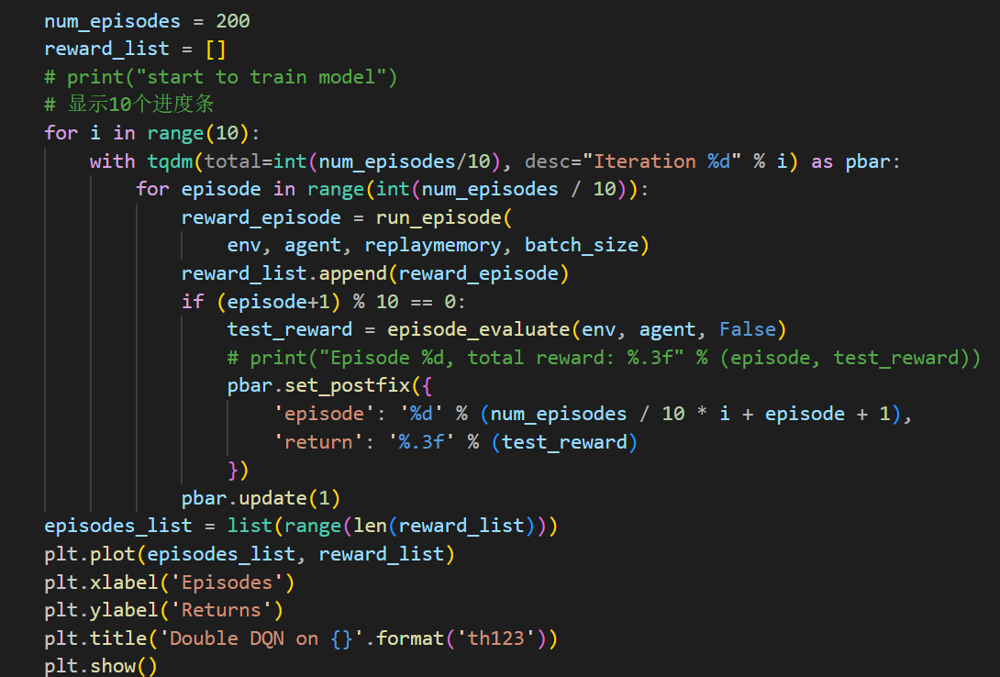 num_episodes = 200
reward_list = []
# print("start to train model")
# 显示10个进度条
for i in range(10):
    with tqdm(total=int(num_episodes/10), desc="Iteration %d" % i) as pbar:
        for episode in range(int(num_episodes / 10)):
            reward_episode = run_episode(
                env, agent, replaymemory, batch_size)
            reward_list.append(reward_episode)
            if (episode+1) % 10 == 0:
                test_reward = episode_evaluate(env, agent, False)
                # print("Episode %d, total reward: %.3f" % (episode, test_reward))
                pbar.set_postfix({
                    'episode': '%d' % (num_episodes / 10 * i + episode + 1),
                    'return': '%.3f' % (test_reward)
                })
            pbar.update(1)
episodes_list = list(range(len(reward_list)))
plt.plot(episodes_list, reward_list)
plt.xlabel('Episodes')
plt.ylabel('Returns')
plt.title('Double DQN on {}'.format('th123'))
plt.show()